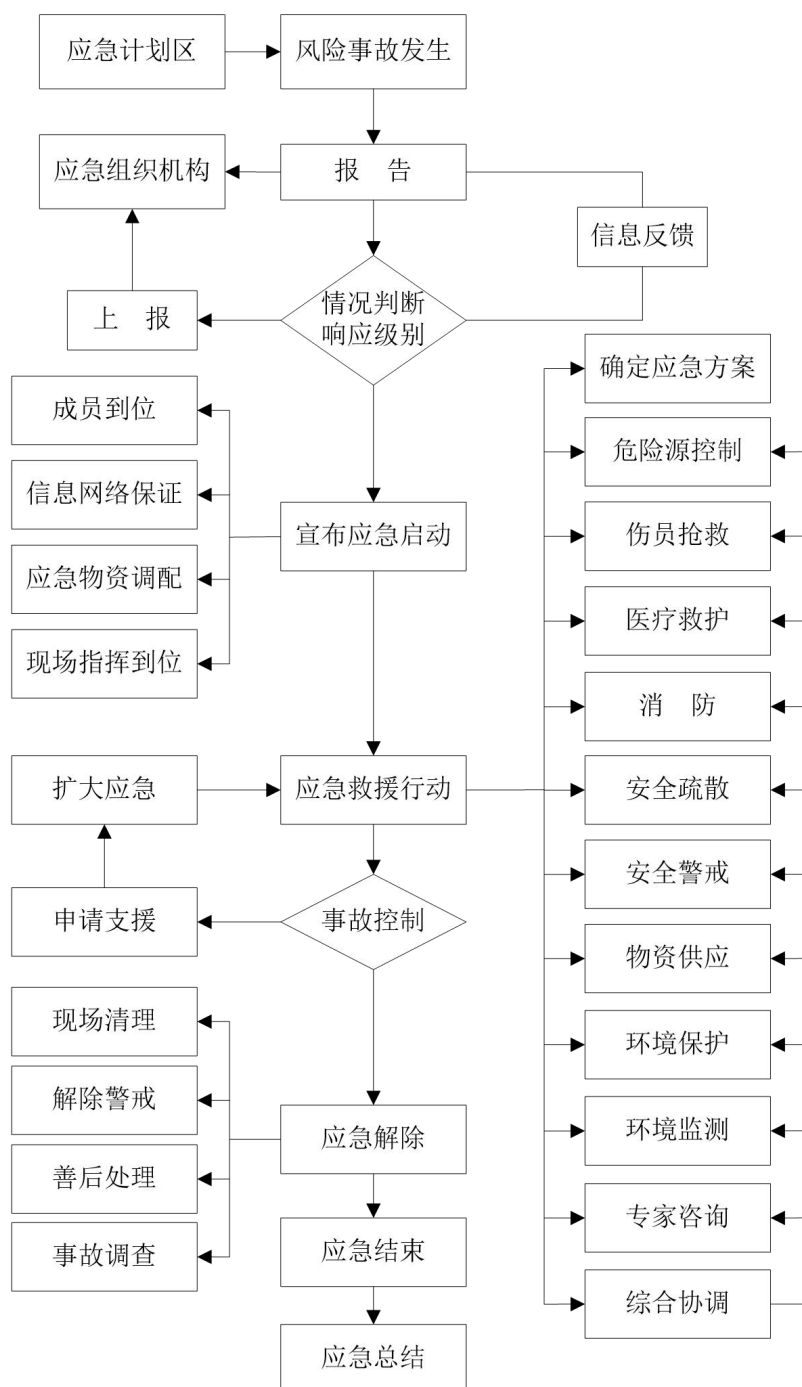 应急计划区
风险事故发生
应急组织机构
报 告
信息反馈
上 报
情况判断
响应级别
确定应急方案
成员到位
危险源控制
信息网络保证
宣布应急启动
伤员抢救
应急物资调配
医疗救护
现场指挥到位
消 防
扩大应急
应急救援行动
安全疏散
安全警戒
申请支援
事故控制
物资供应
现场清理
环境保护
解除警戒
应急解除
环境监测
善后处理
专家咨询
事故调查
应急结束
综合协调
应急总结